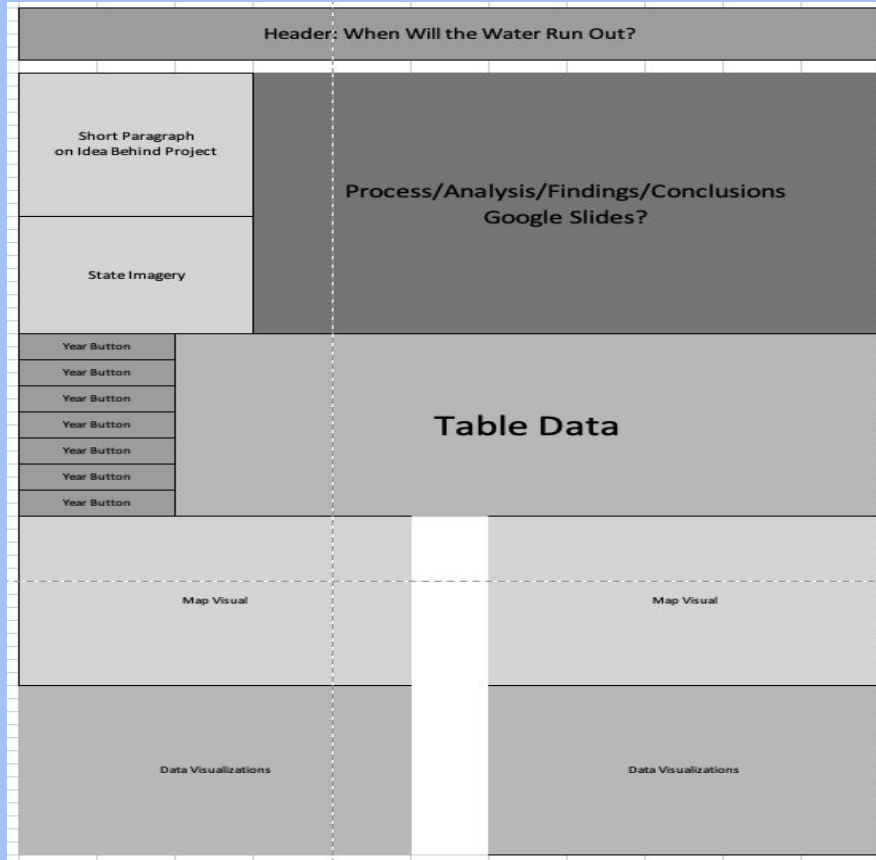 Header: When Will the Water Run Out?
Short Paragraph
on Idea Behind Project
Process/Analysis/Findings/Conclusions
Google Slides?
State Imagery
Year Button
Year Button
Year Button
Year Button
Year Button
Year Button
Year Button
Table Data
Map Visual
Map Visual
Data Visualizations
Data Visualizations